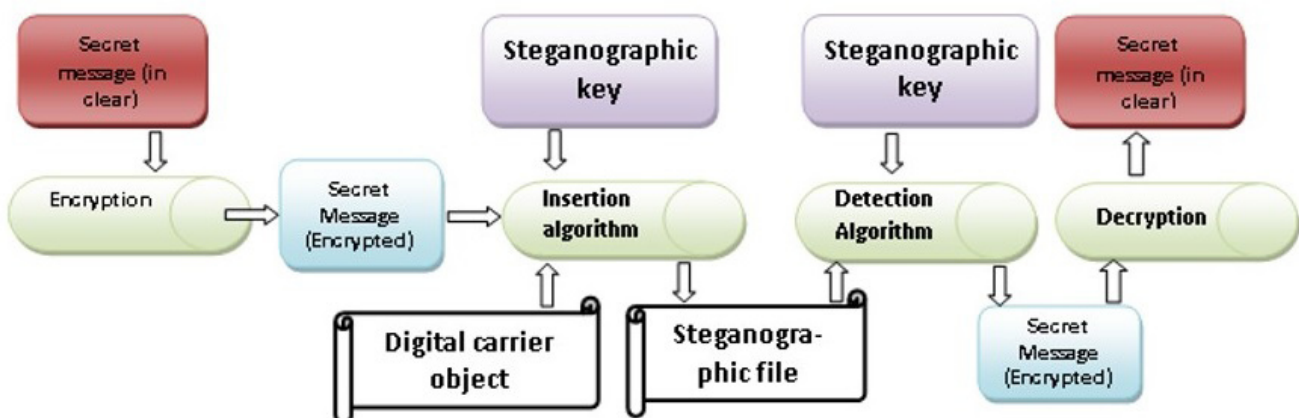 Secret
message (in
clear)
Steganographic
key
Steganographic
key
Secret
message (in
clear)
Encryption
Secret
Message
(Encrypted)
Insertion
algorithm
Detection
Algorithm
Decryption
Digital carrier
object
Steganogra-
phic file
Secret
Message
(Encrypted)